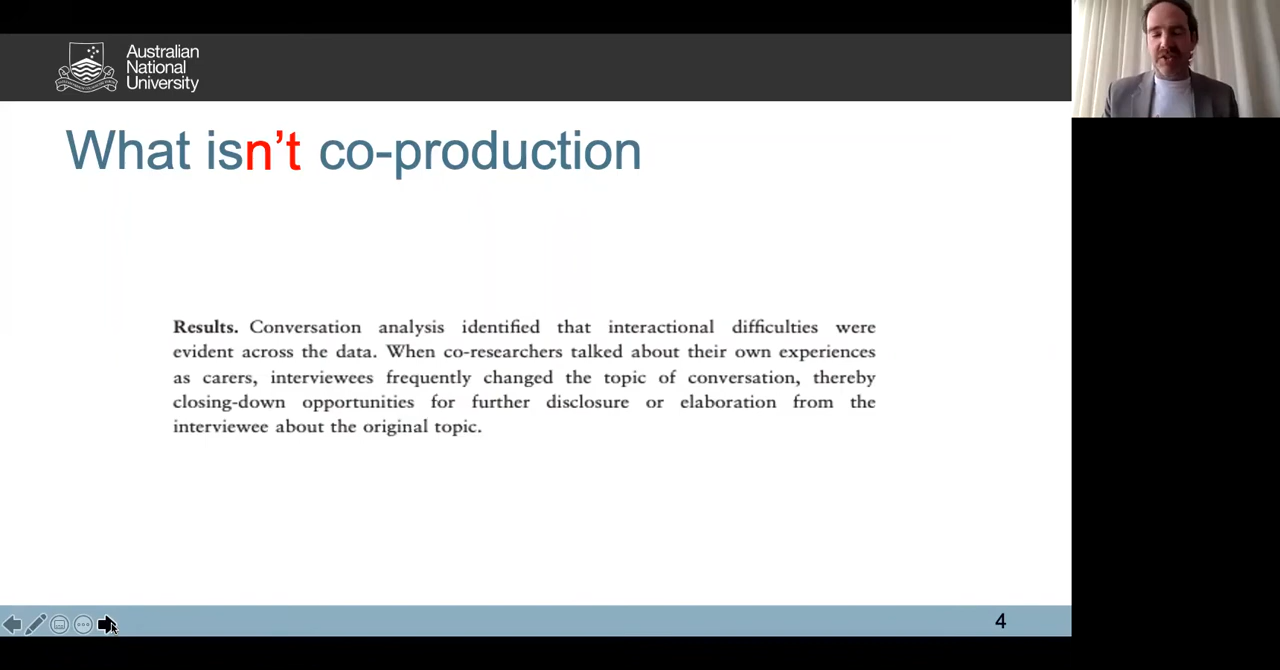 Australian
National
University
What isn't co-production
Results. Conversation analysis identified that interactional difficulties were
evident across the data. When co-researchers talked about their own experiences
as carers, interviewees frequently changed the topic of conversation, thereby
closing-down opportunities for further disclosure or elaboration from the
interviewee about the original topic.
4